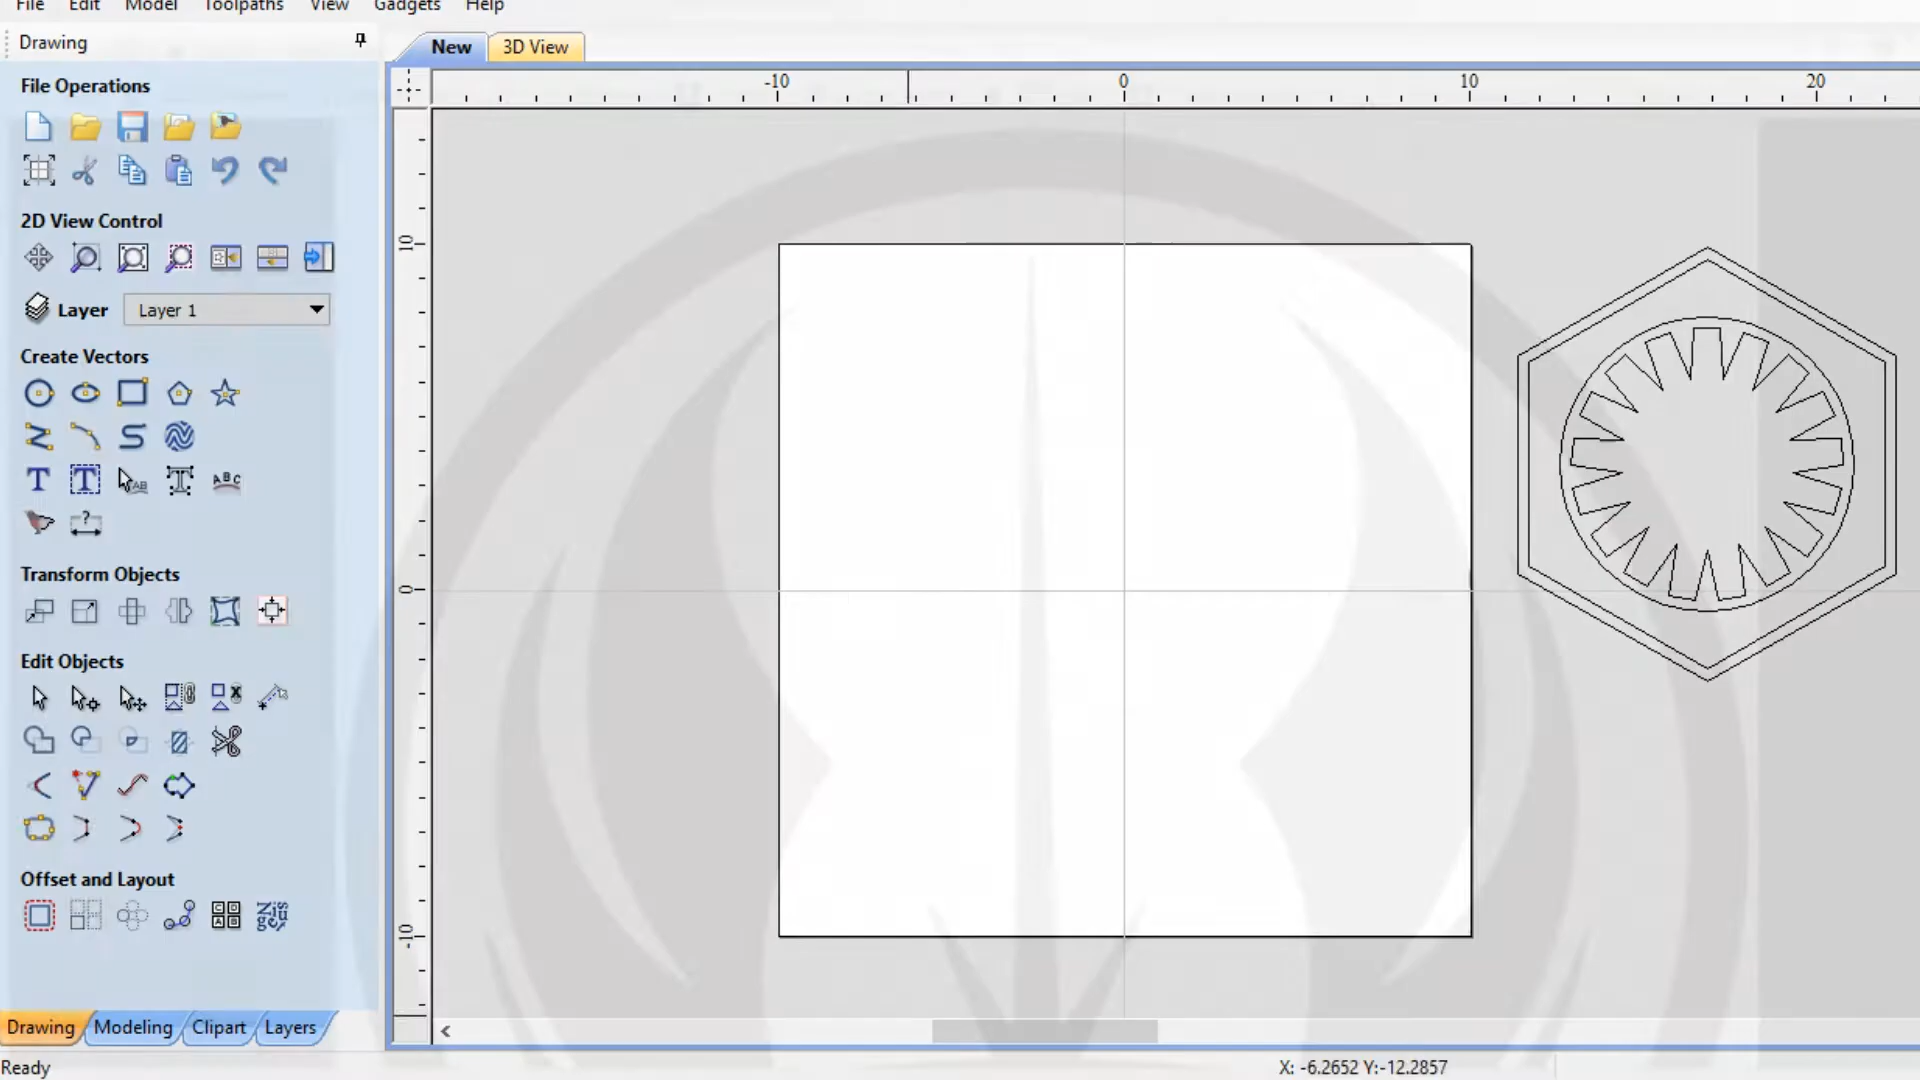 File Edit Model Toolpaths View Gadgets Help
Drawing
New 3D View
File Operations
-10 0 10 20
2D View Control
10
Layer Layer 1
Create Vectors
T T AB T ABC
?
Transform Objects
0
Edit Objects
Offset and Layout
-10
Drawing Modeling Clipart Layers
Ready X: -6.2652 Y:-12.2857